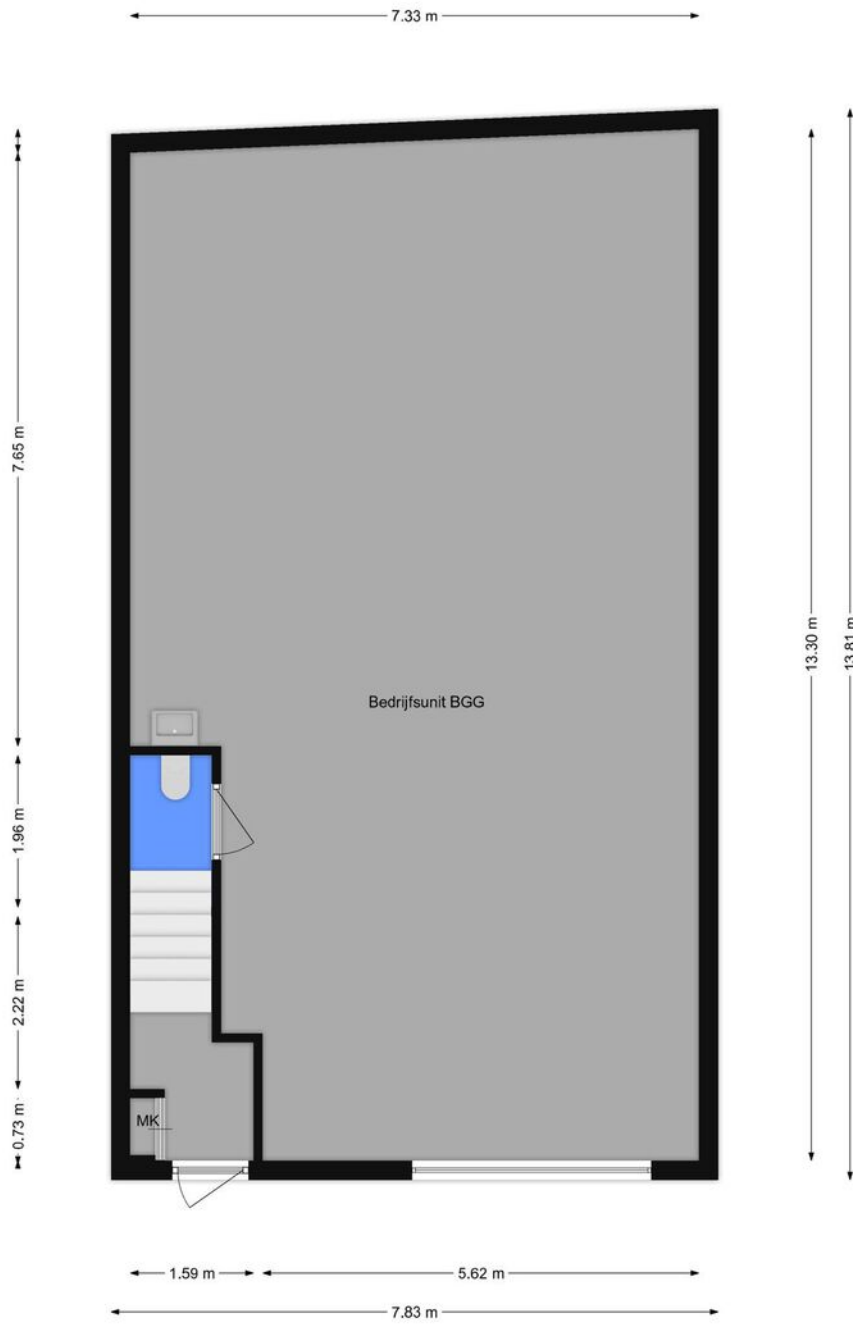 7.33 m
7.65 m
13.30 m
13.81 m
Bedrijfsunit BGG
1.96 m
2.22 m
0.73 m
MK
1.59 m
5.62 m
7.83 m